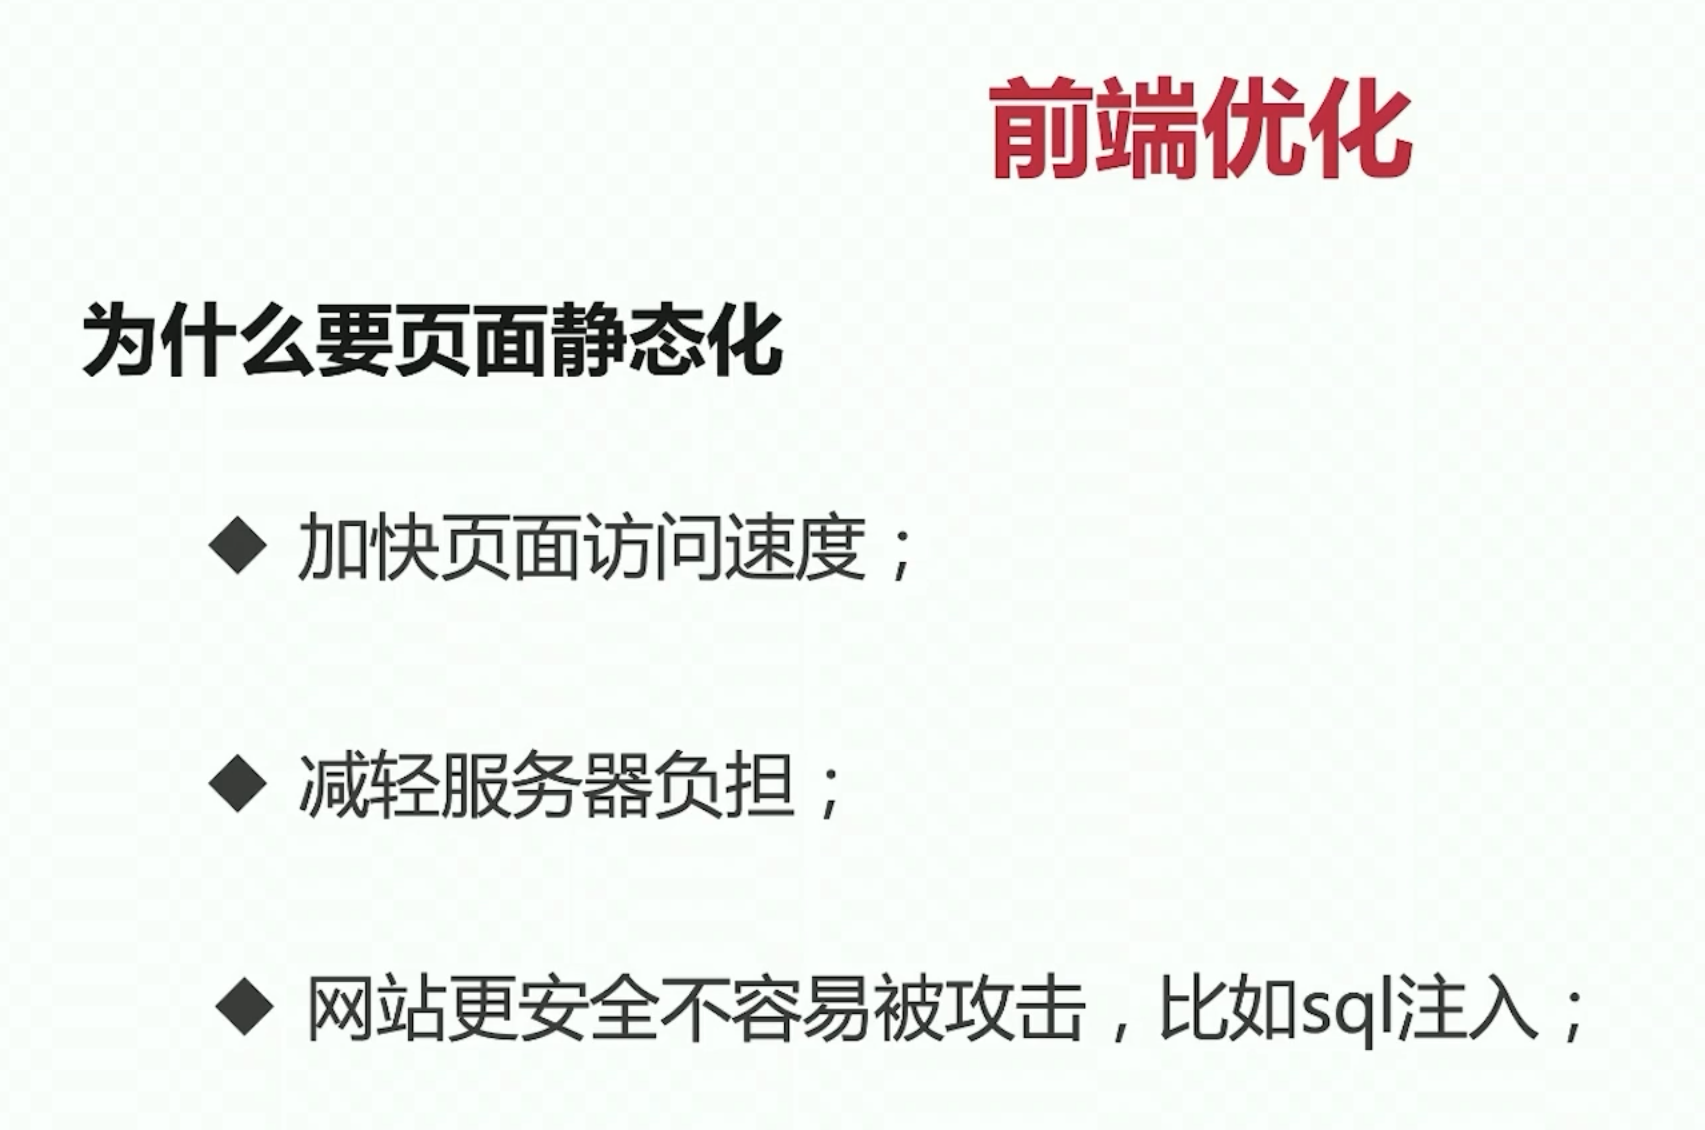 前端优化
为什么要页面静态化
◆ 加快页面访问速度；
◆ 减轻服务器负担；
◆ 网站更安全不容易被攻击，比如sql注入；